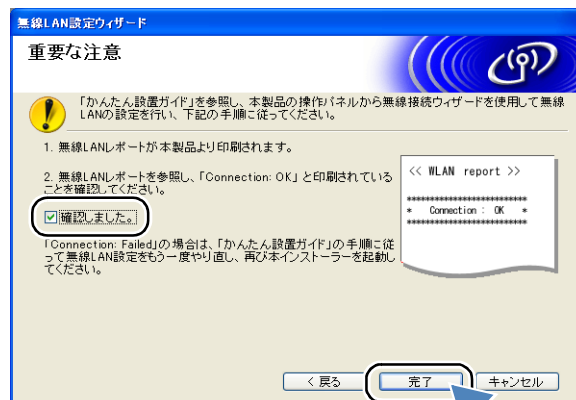 無線LAN設定ウィザード
重要な注意
「かんたん設置ガイド」を参照し、本製品の操作パネルから無線接続ウィザードを使用して無線
LANの設定を行い、下記の手順に従ってください。
1. 無線LANレポートが本製品より印刷されます。
2. 無線LANレポートを参照し、「Connection: OK」と印刷されている
ことを確認してください。
確認しました。
「Connection: Failed」の場合は、「かんたん設置ガイド」の手順に従
って無線LAN設定をもう一度やり直し、再び本インストーラーを起動し
てください。
<< WLAN report >>
****************************
* Connection : OK *
****************************
< 戻る
完了
キャンセル